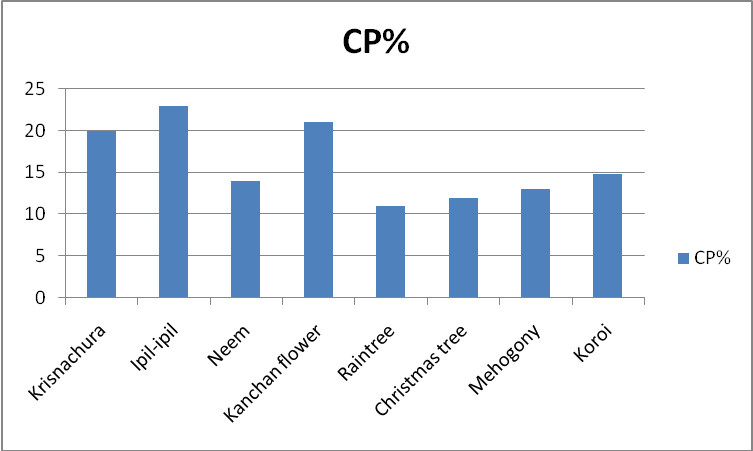 CP%
25
20
15
10
5
0
Krisnachura
Ipil-ipil
Neem
Kanchan flower
Raintree
Christmas tree
Mehogony
Koroi
CP%